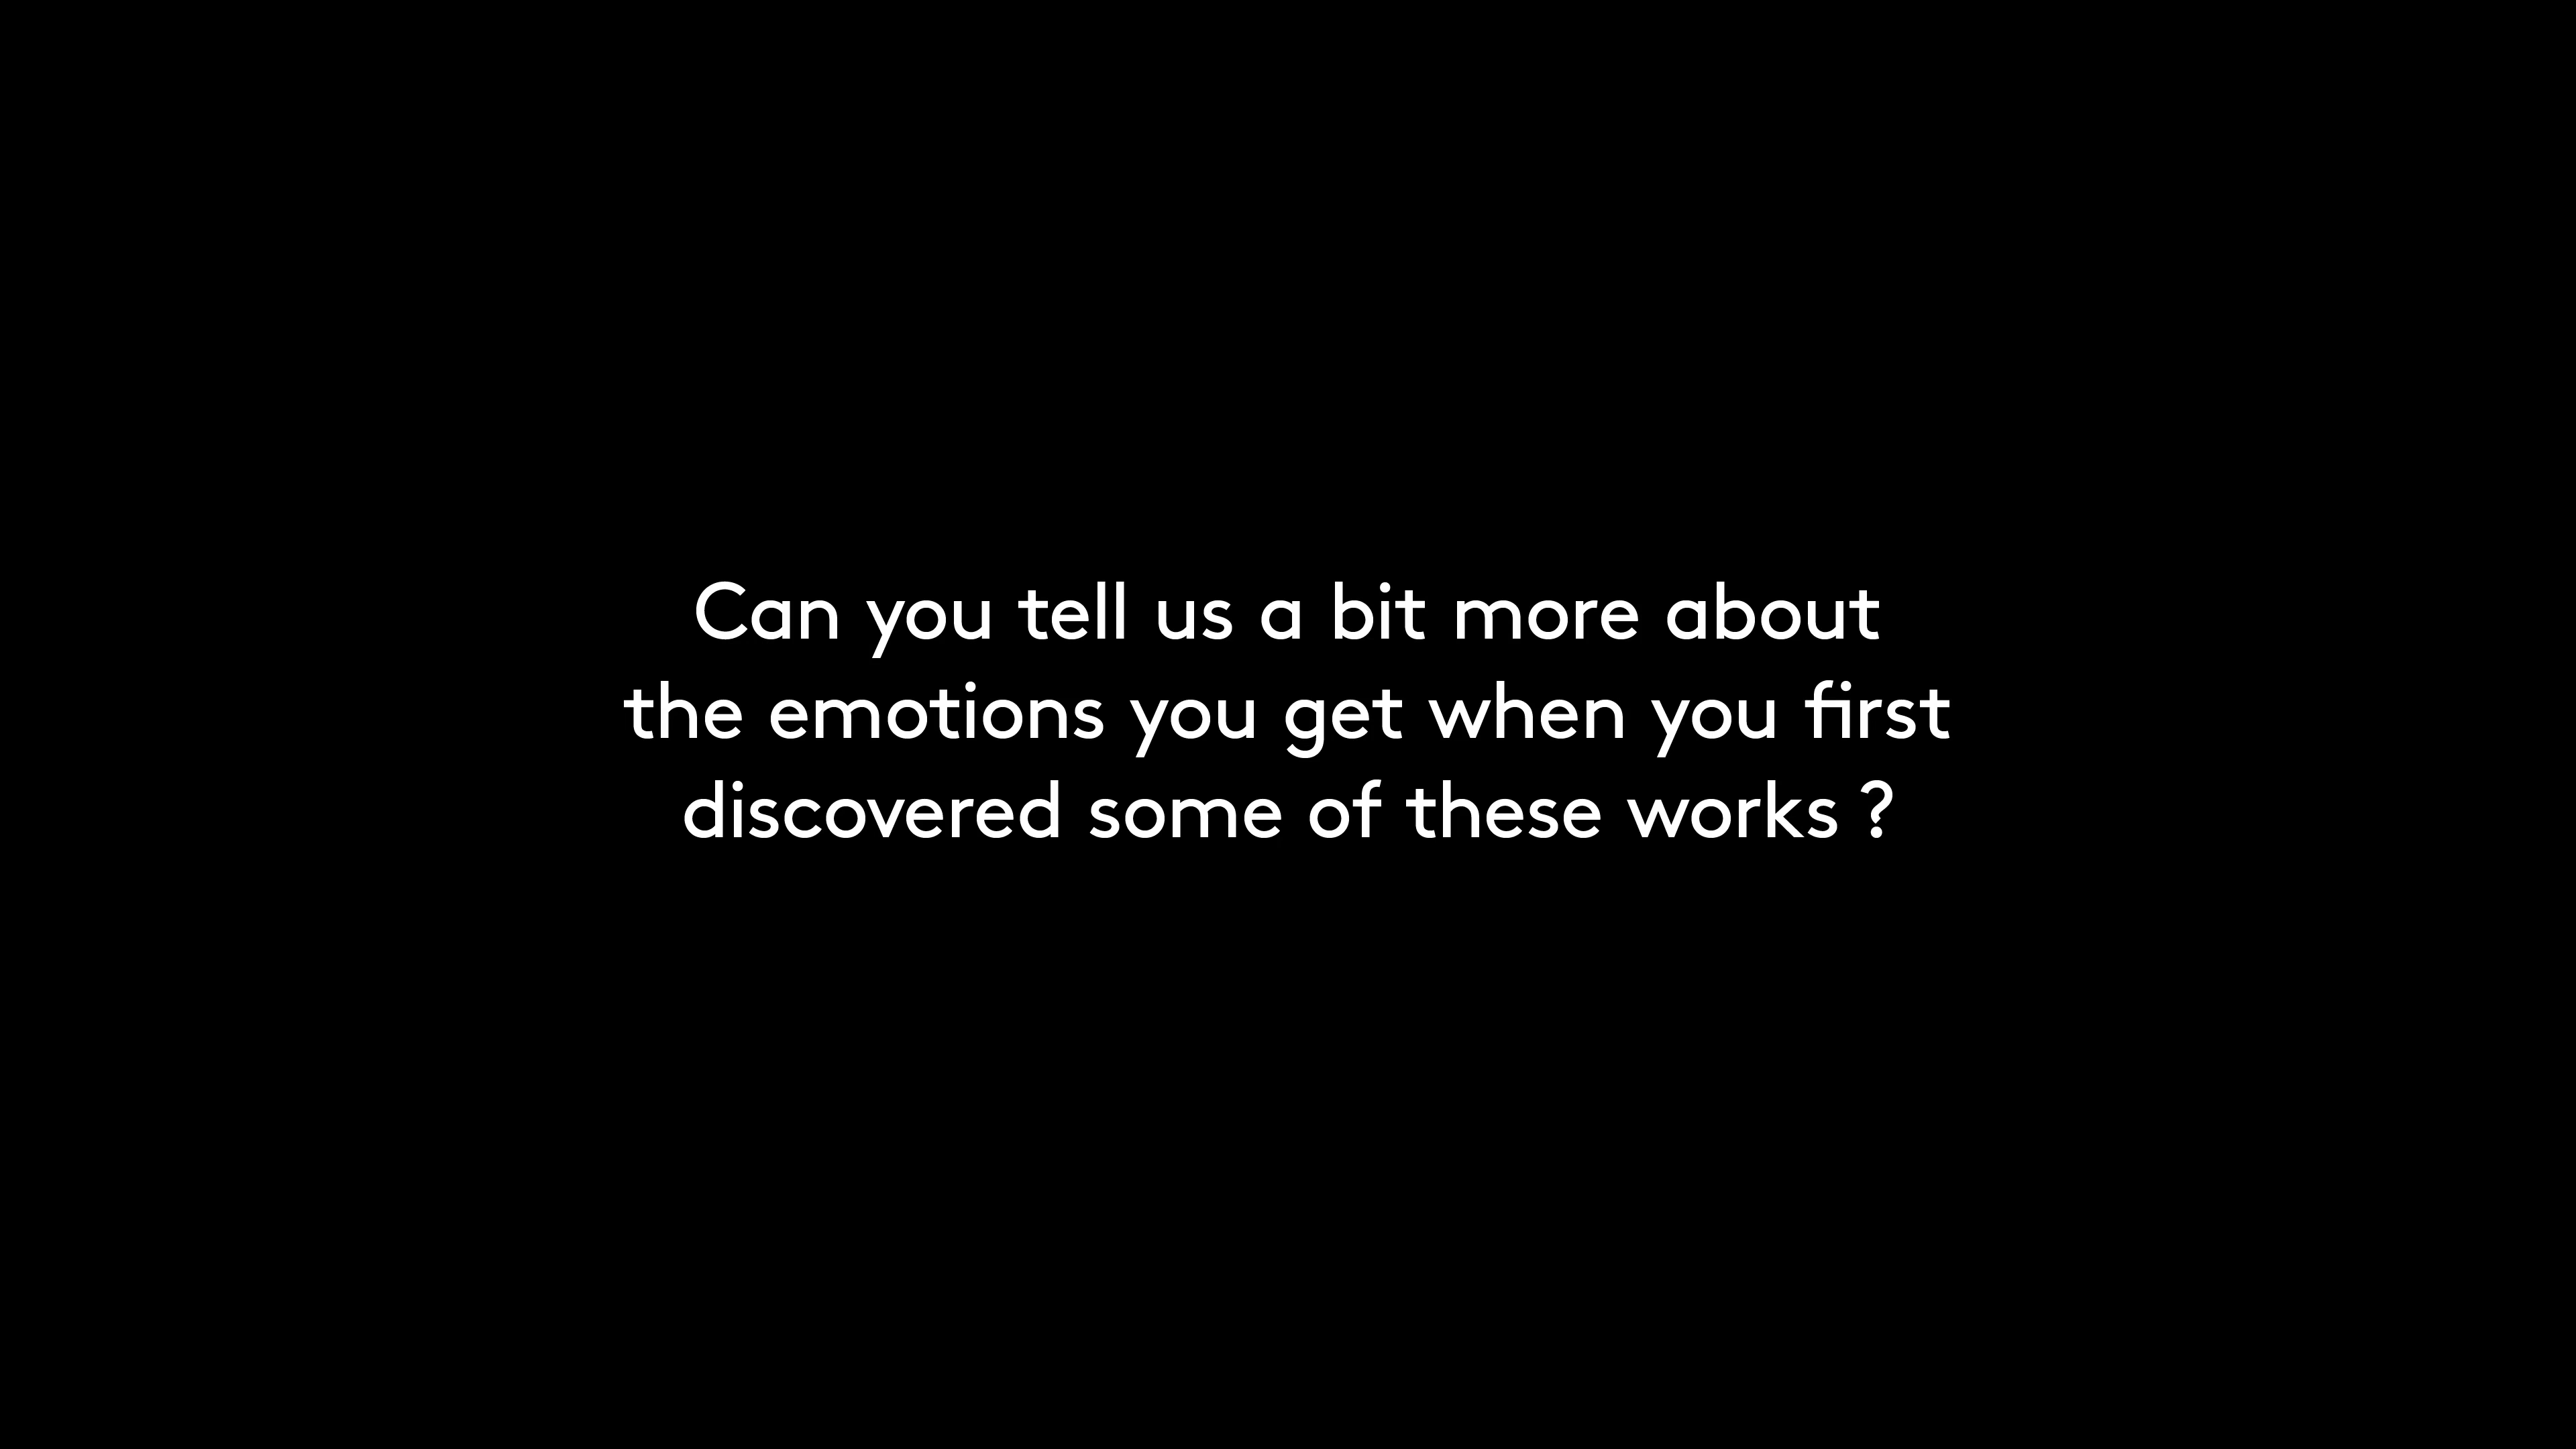 Can you tell us a bit more about
the emotions you get when you first
discovered some of these works ?